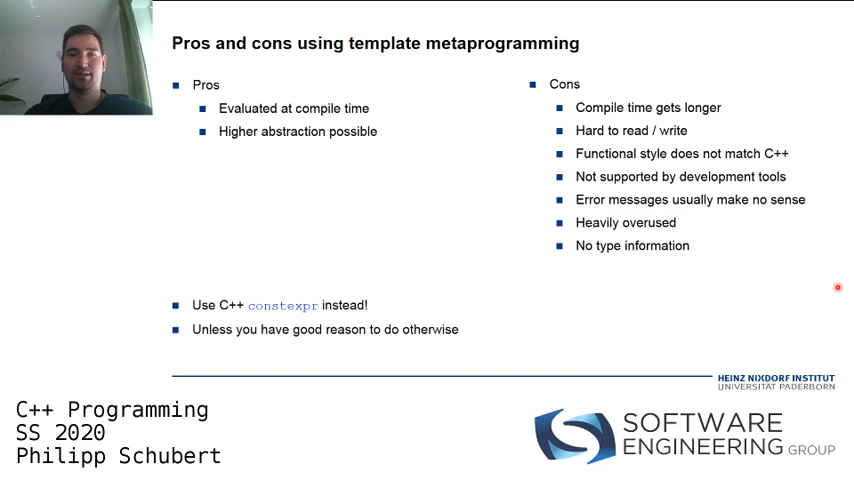 Pros and cons using template metaprogramming
Pros
Evaluated at compile time
Higher abstraction possible
Cons
Compile time gets longer
Hard to read / write
Functional style does not match C++
Not supported by development tools
Error messages usually make no sense
Heavily overused
No type information
Use C++ constexpr instead!
Unless you have good reason to do otherwise
HEINZ NIXDORF INSTITUT
UNIVERSITÄT PADERBORN
C++ Programming
SS 2020
Philipp Schubert
SOFTWARE
ENGINEERING GROUP